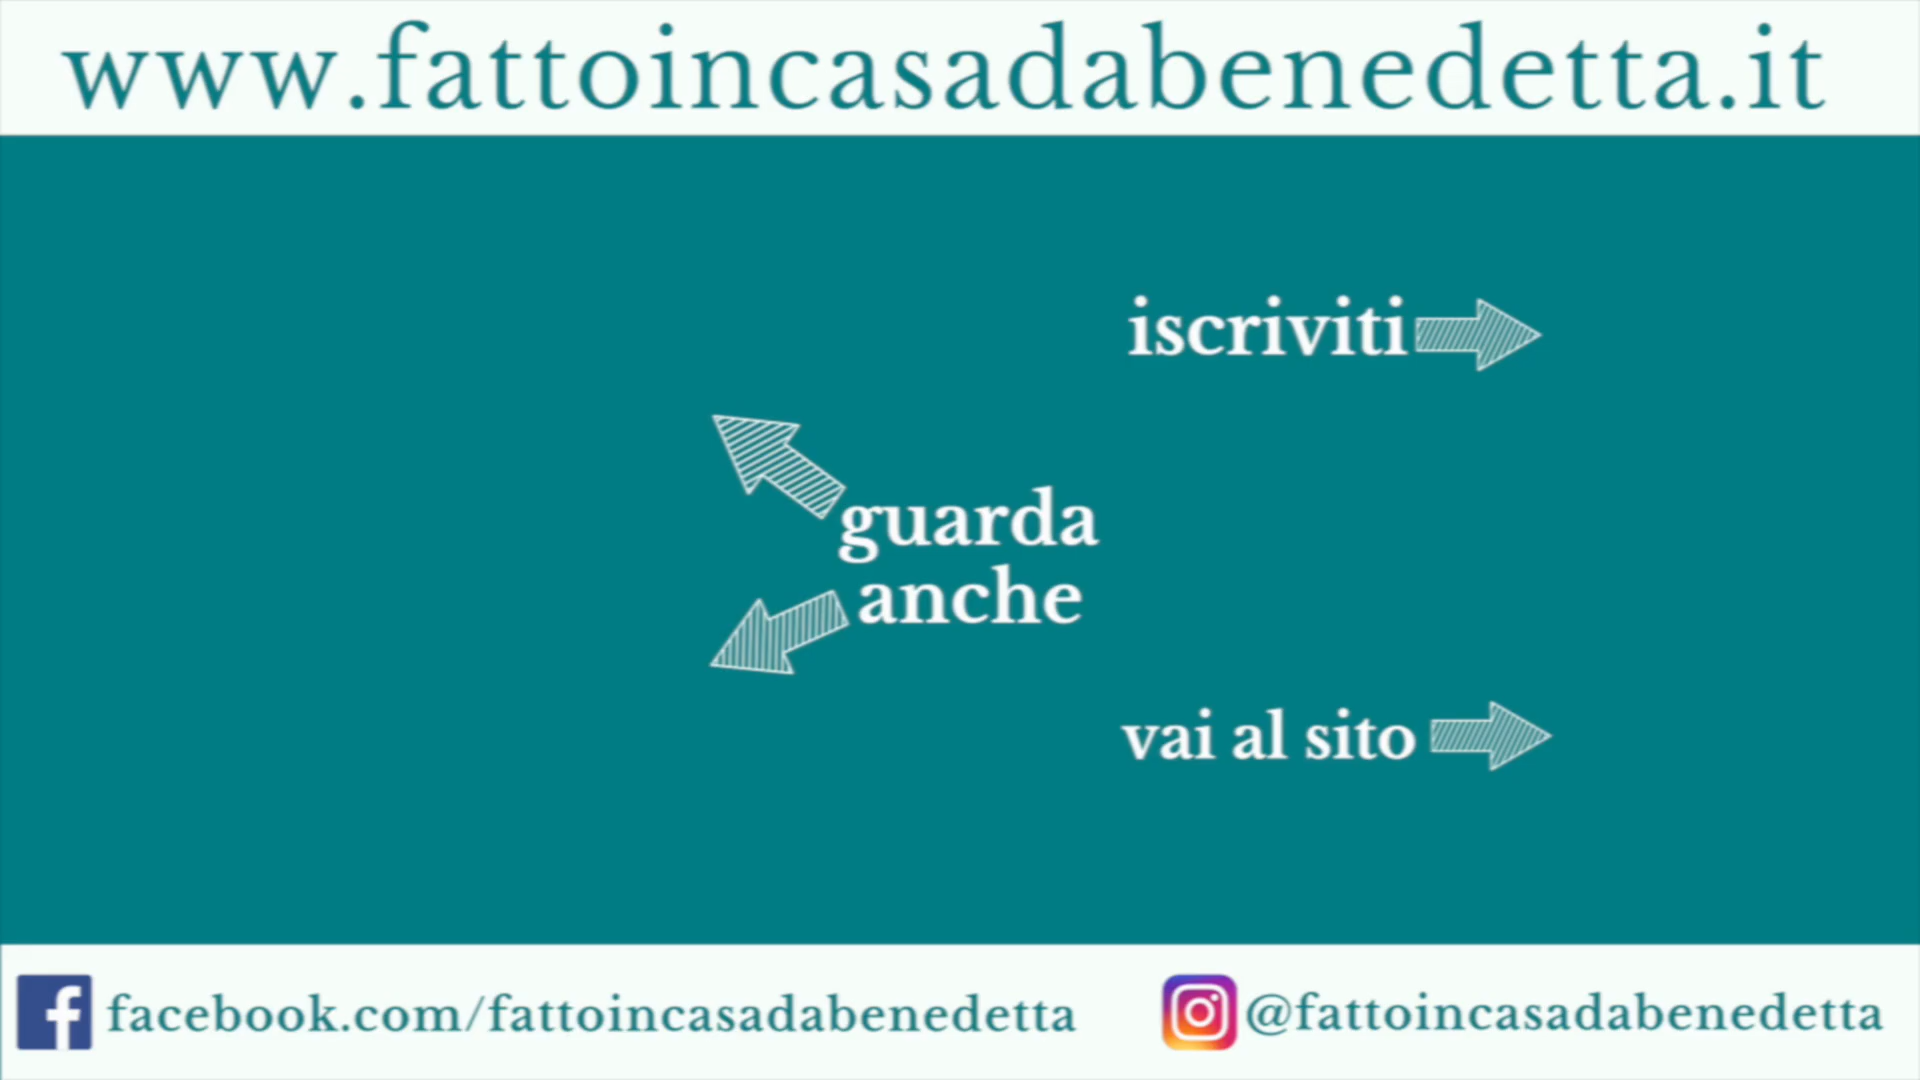 www.fattoincasadabenedetta.it
iscriviti
guarda
anche
vai al sito
facebook.com/fattoincasadabenedetta
@fattoincasadabenedetta